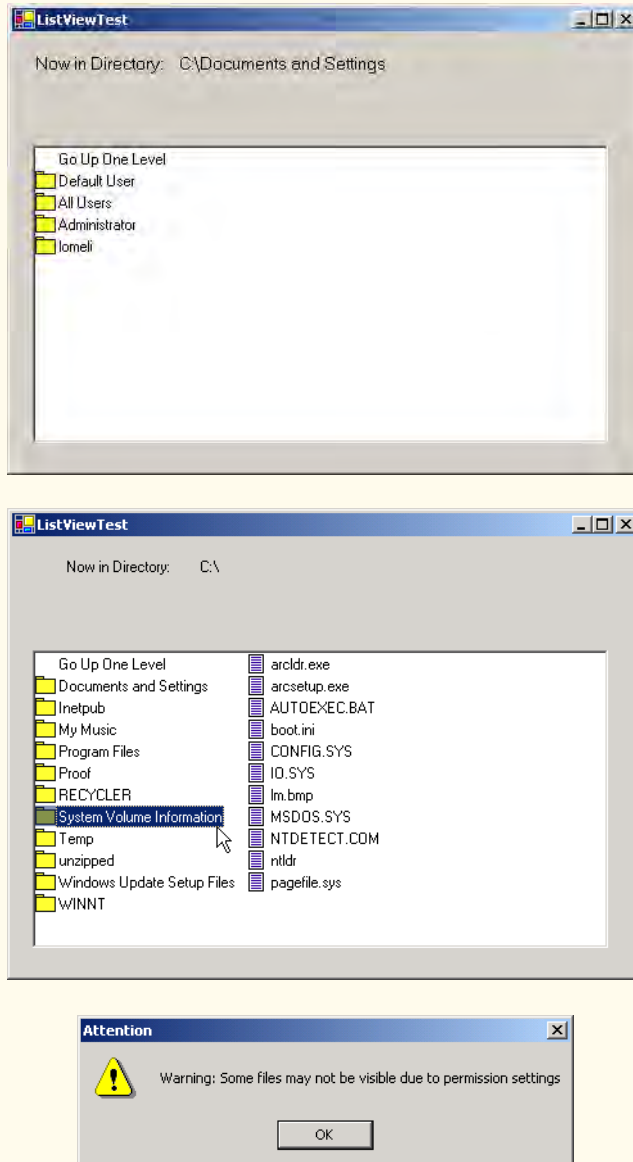 ListViewTest
Now in Directory: C:\Documents and Settings
Go Up One Level
Default User
All Users
Administrator
lomeli
ListViewTest
Now in Directory: C:\
Go Up One Level
Documents and Settings
Inetpub
My Music
Program Files
Proof
RECYCLER
System Volume Information
Temp
unzipped
Windows Update Setup Files
WINNT
arcldr.exe
arcsetup.exe
AUTOEXEC.BAT
boot.ini
CONFIG.SYS
IO.SYS
lm.bmp
MSDOS.SYS
NTDETECT.COM
ntldr
pagefile.sys
Attention
Warning: Some files may not be visible due to permission settings
OK